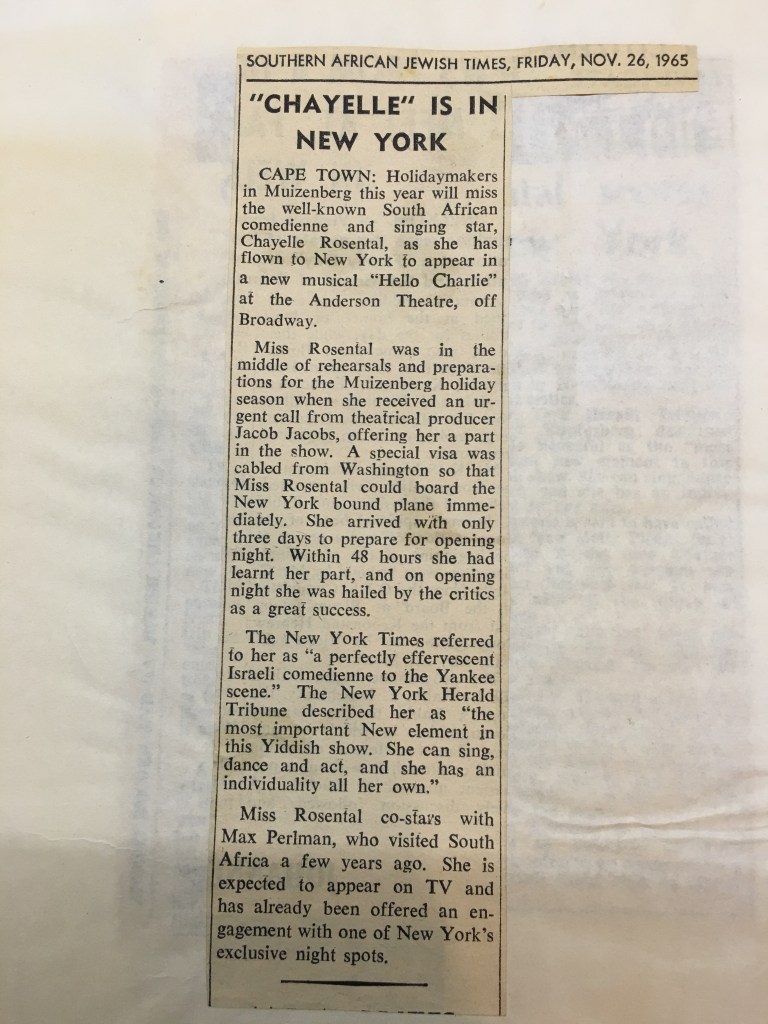 SOUTHERN AFRICAN JEWISH TIMES, FRIDAY, NOV. 26, 1965
"CHAYELLE" IS IN
NEW YORK
CAPE TOWN: Holidaymakers
in Muizenberg this year will miss
the well-known South African
comedienne and singing star,
Chayelle Rosental, as she has
flown to New York to appear in
a new musical "Hello Charlie"
at the Anderson Theatre, off
Broadway.
Miss Rosental was in the
middle of rehearsals and prepara-
tions for the Muizenberg holiday
season when she received an ur-
gent call from theatrical producer
Jacob Jacobs, offering her a part
in the show. A special visa was
cabled from Washington so that
Miss Rosental could board the
New York bound plane imme-
diately. She arrived with only
three days to prepare for opening
night. Within 48 hours she had
learnt her part, and on opening
night she was hailed by the critics
as a great success.
The New York Times referred
to her as "a perfectly effervescent
Israeli comedienne to the Yankee
scene." The New York Herald
Tribune described her as "the
most important New element in
this Yiddish show. She can sing,
dance and act, and she has an
individuality all her own."
Miss Rosental co-stars with
Max Perlman, who visited South
Africa a few years ago. She is
expected to appear on TV and
has already been offered an en-
gagement with one of New York's
exclusive night spots.